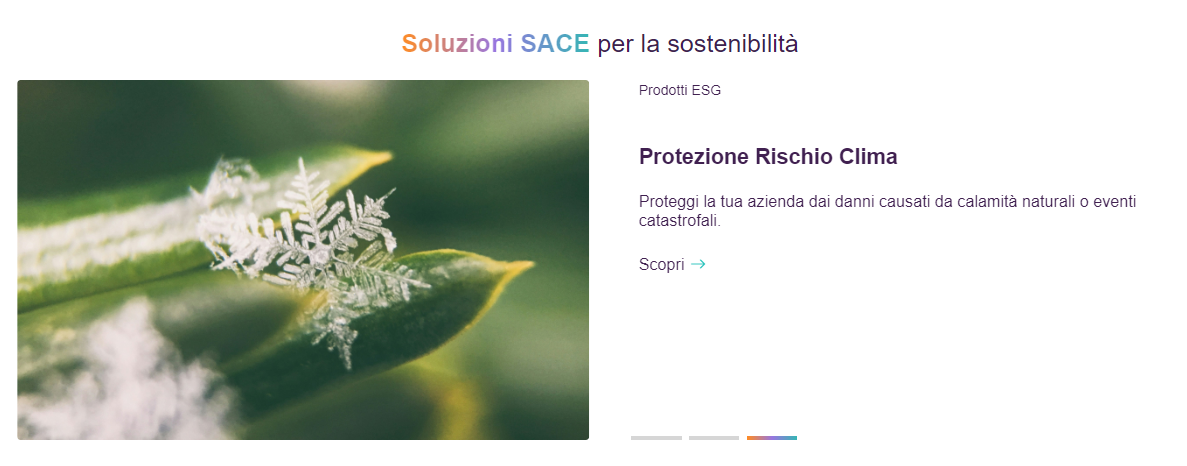 Soluzioni SACE per la sostenibilità
Prodotti ESG
Protezione Rischio Clima
Proteggi la tua azienda dai danni causati da calamità naturali o eventi
catastrofali.
Scopri →